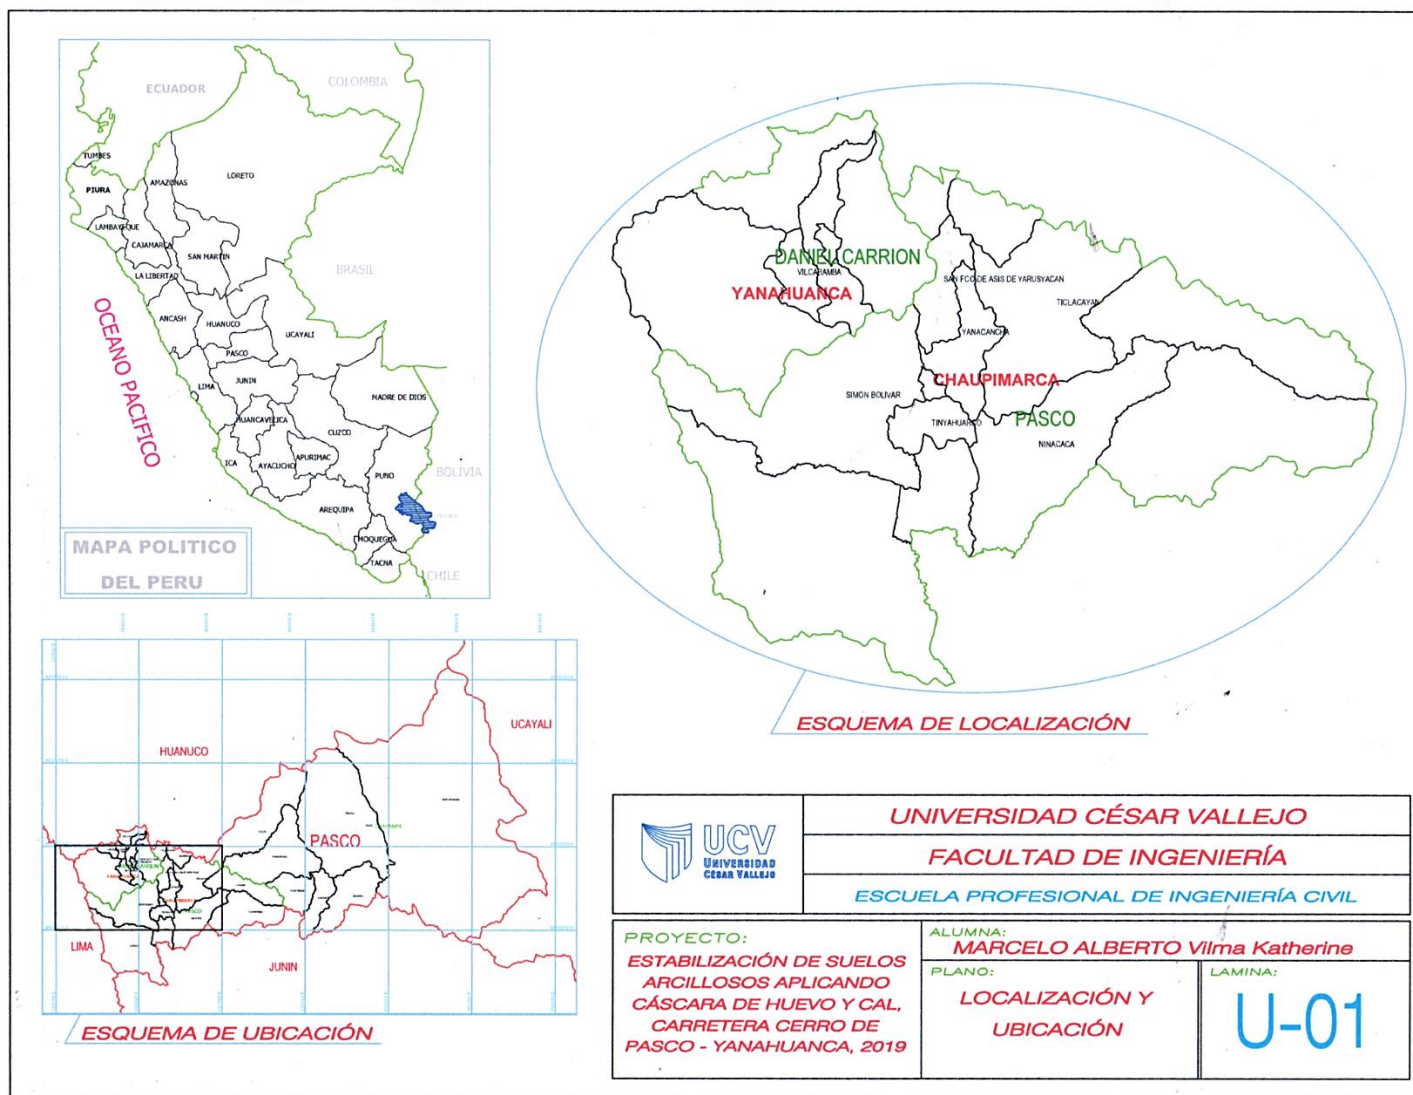 ECUADOR
COLOMBIA
TUMBES
PIURA
AMAZONAS
LORETO
LAMBAYEQUE
CAJAMARCA
SAN MARTIN
LA LIBERTAD
BRASIL
ANCASH
HUANUCO
UCAYALI
PASCO
LIMA
JUNIN
MADRE DE DIOS
HUANCAVELICA
CUZCO
ICA
AYACUCHO
APURIMAC
PUNO
BOLIVIA
AREQUIPA
MOQUEGUA
TACNA
CHILE
OCEANO PACIFICO
MAPA POLITICO
DEL PERU
DANIEL CARRION
VILCABAMBA
YANAHUANCA
SAN FCO DE ASIS DE YARUSYACAN
TICLACAYAN
YANACANCHA
CHAUPIMARCA
SIMON BOLIVAR
TINYAHUARCO
PASCO
NINACACA
ESQUEMA DE LOCALIZACIÓN
HUANUCO
UCAYALI
PASCO
LIMA
JUNIN
ESQUEMA DE UBICACIÓN
UCV
UNIVERSIDAD
CÉSAR VALLEJO
UNIVERSIDAD CÉSAR VALLEJO
FACULTAD DE INGENIERÍA
ESCUELA PROFESIONAL DE INGENIERÍA CIVIL
PROYECTO:
ESTABILIZACIÓN DE SUELOS
ARCILLOSOS APLICANDO
CÁSCARA DE HUEVO Y CAL,
CARRETERA CERRO DE
PASCO - YANAHUANCA, 2019
ALUMNA:
MARCELO ALBERTO Vilma Katherine
PLANO:
LOCALIZACIÓN Y
UBICACIÓN
LAMINA:
U-01